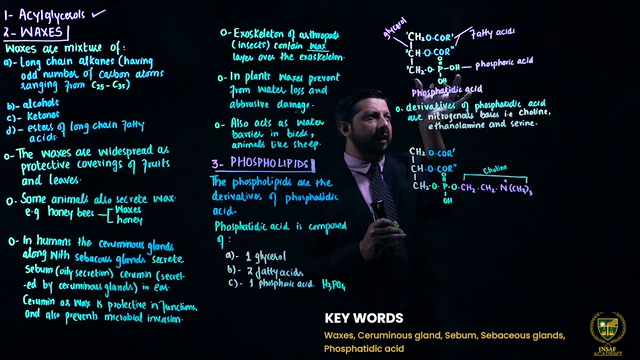 1- Acylglycerols ✓
2- WAXES
Waxes are mixture of:
a)- Long chain alkanes (having
odd number of Carbon atoms
ranging from C25 - C35)
b)- alcohols
c)- Ketones
d)- esters of long chain fatty
acids.
0- The waxes are widespread as
protective coverings of fruits
and leaves.
0- Some animals also secrete wax
e.g honey bees - Waxes
honey
0- In humans the ceruminous glands
along with sebacous glands secrete
Sebum (oily secretion) cerumin (secret-
-ed by ceruminous glands) in ear.
Cerumin or wax is protective in functions
and also prevents microbial invasion.
0- Exoskeleton of arthropods
(insects) contain wax
layer over the exoskeleton.
0- In plants waxes prevent
from water loss and
abbrasive damage.
0- Also acts as water
barrier in birds,
animals like sheep.
3- PHOSPHOLIPIDS
The phospholipids are the
derivatives of phosphatidic
acid.
Phosphatidic acid is composed
of:
a)- 1 glycerol
b)- 2 fatty acids
c)- 1 phosphoric acid H3PO4
glycerol
Fatty acids
CH2 O-COR'
CH-O-COR''
CH2-O-P-OH
OH
phosphoric acid
Phosphatidic acid
0- derivatives of phosphatidic acid
are nitrogenous bases i.e choline,
ethanolamine and serine.
CH2 O-COR'
CH-O-COR''
Choline
CH2-O-P-O-CH2-CH2-N(CH3)3
OH
KEY WORDS
Waxes, Ceruminous gland, Sebum, Sebaceous glands,
Phosphatidic acid
INSAF
ACADEMY